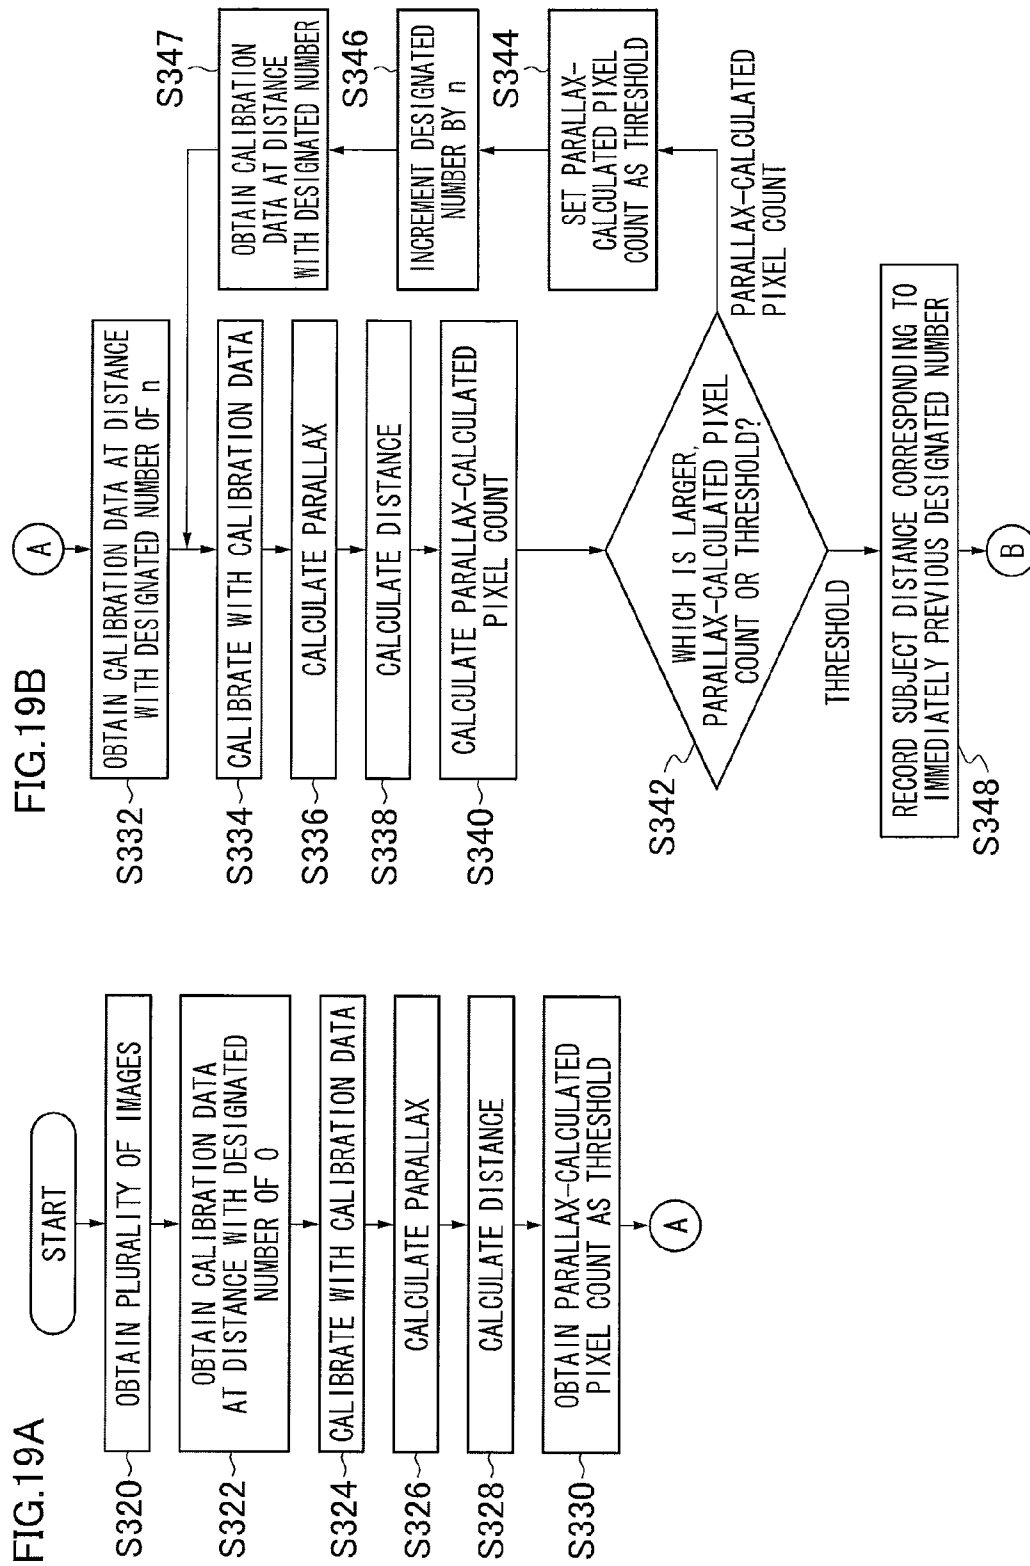 FIG.19A
START
S320
OBTAIN PLURALITY OF IMAGES
S322
OBTAIN CALIBRATION DATA
AT DISTANCE WITH DESIGNATED
NUMBER OF 0
S324
CALIBRATE WITH CALIBRATION DATA
S326
CALCULATE PARALLAX
S328
CALCULATE DISTANCE
S330
OBTAIN PARALLAX-CALCULATED
PIXEL COUNT AS THRESHOLD
A
FIG.19B
A
S332
OBTAIN CALIBRATION DATA AT DISTANCE
WITH DESIGNATED NUMBER OF n
S334
CALIBRATE WITH CALIBRATION DATA
S336
CALCULATE PARALLAX
S338
CALCULATE DISTANCE
S340
CALCULATE PARALLAX-CALCULATED
PIXEL COUNT
S342
WHICH IS LARGER,
PARALLAX-CALCULATED PIXEL
COUNT OR THRESHOLD?
PARALLAX-CALCULATED
PIXEL COUNT
S344
SET PARALLAX-
CALCULATED PIXEL
COUNT AS THRESHOLD
S346
INCREMENT DESIGNATED
NUMBER BY n
S347
OBTAIN CALIBRATION
DATA AT DISTANCE
WITH DESIGNATED NUMBER
THRESHOLD
RECORD SUBJECT DISTANCE CORRESPONDING TO
IMMEDIATELY PREVIOUS DESIGNATED NUMBER
S348
B